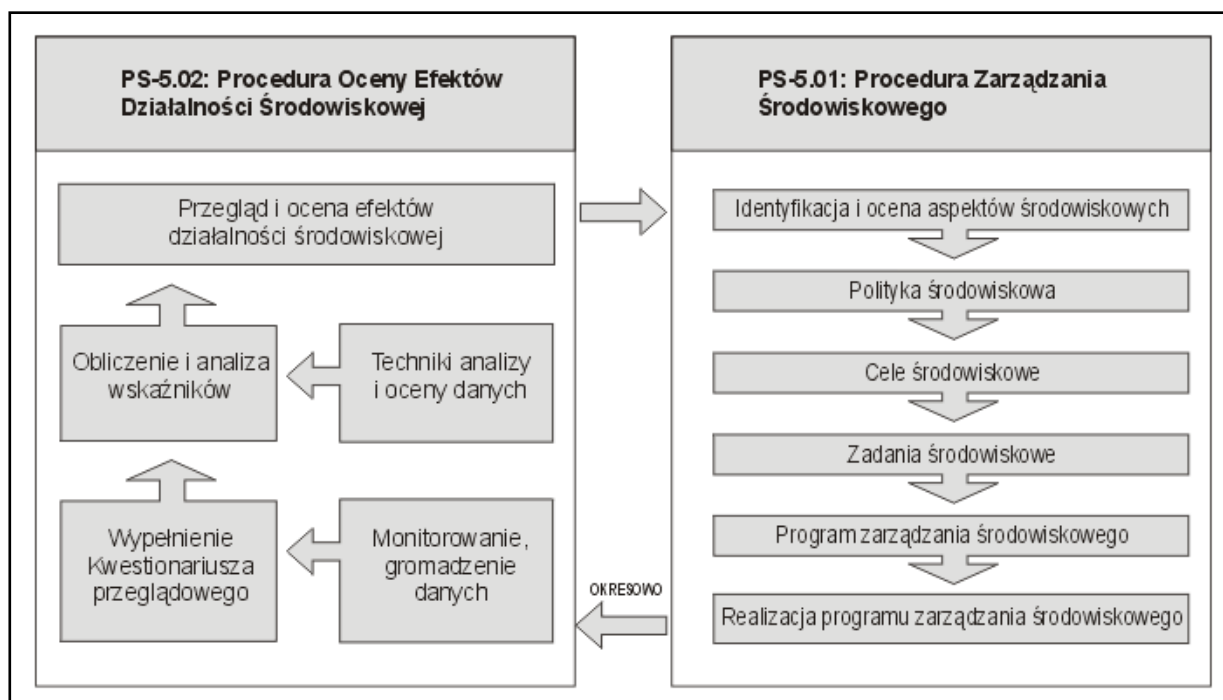 PS-5.02: Procedura Oceny Efektów
Działalności Środowiskowej
Przegląd i ocena efektów
działalności środowiskowej
Obliczenie i analiza
wskaźników
Techniki analizy
i oceny danych
Wypełnienie
Kwestionariusza
przeglądowego
Monitorowanie,
gromadzenie
danych
OKRESOWO
PS-5.01: Procedura Zarządzania
Środowiskowego
Identyfikacja i ocena aspektów środowiskowych
Polityka środowiskowa
Cele środowiskowe
Zadania środowiskowe
Program zarządzania środowiskowego
Realizacja programu zarządzania środowiskowego